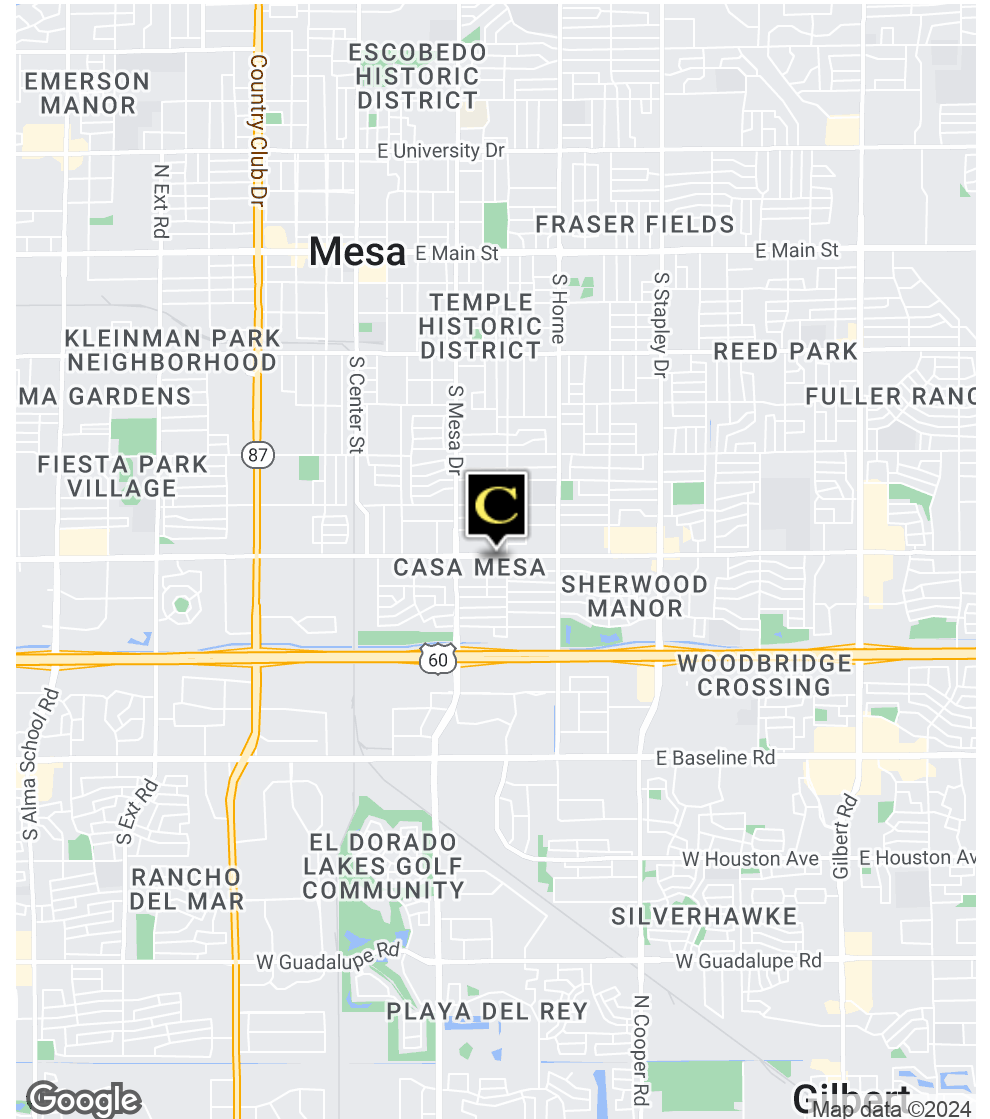 ESCOBEDO
HISTORIC
DISTRICT
EMERSON
MANOR
Country Club Dr
E University Dr
N Ext Rd
FRASER FIELDS
Mesa
E Main St
E Main St
S Horne
S Stapley Dr
TEMPLE
HISTORIC
DISTRICT
KLEINMAN PARK
NEIGHBORHOOD
REED PARK
S Center St
MA GARDENS
S Mesa Dr
FULLER RANC
87
FIESTA PARK
VILLAGE
C
CASA MESA
SHERWOOD
MANOR
60
WOODBRIDGE
CROSSING
S Alma School Rd
E Baseline Rd
S Ext Rd
Gilbert Rd
EL DORADO
LAKES GOLF
COMMUNITY
W Houston Ave
E Houston Av
RANCHO
DEL MAR
SILVERHAWKE
W Guadalupe Rd
W Guadalupe Rd
PLAYA DEL REY
N Cooper Rd
Google
Gilbert
Map data ©2024